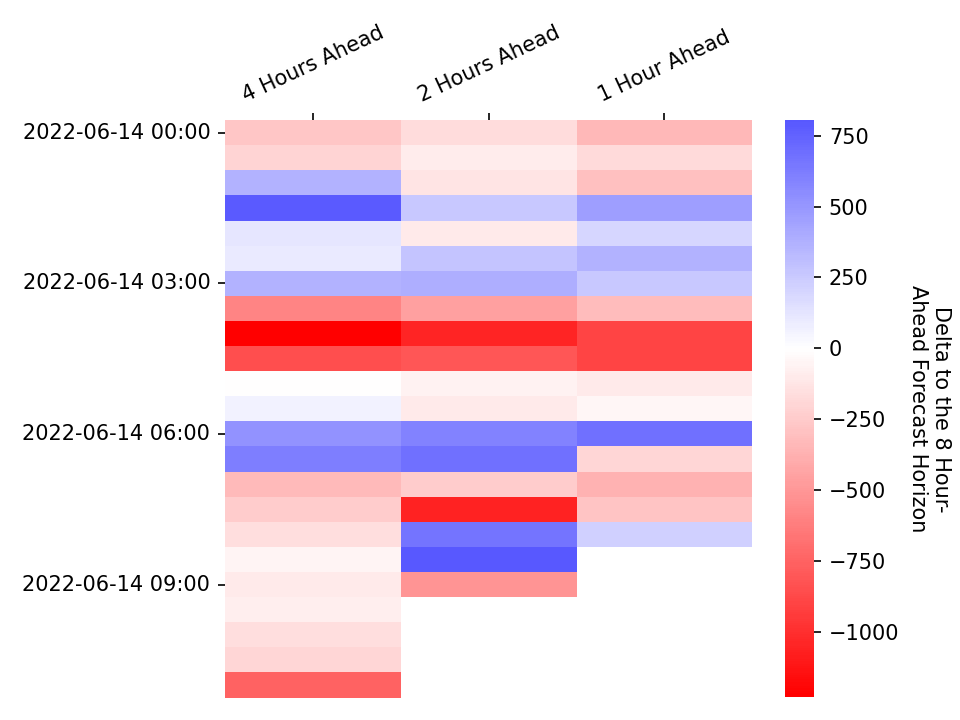 4 Hours Ahead
2 Hours Ahead
1 Hour Ahead
2022-06-14 00:00
2022-06-14 03:00
2022-06-14 06:00
2022-06-14 09:00
750
500
250
0
−250
−500
−750
−1000
Delta to the 8 Hour-
Ahead Forecast Horizon